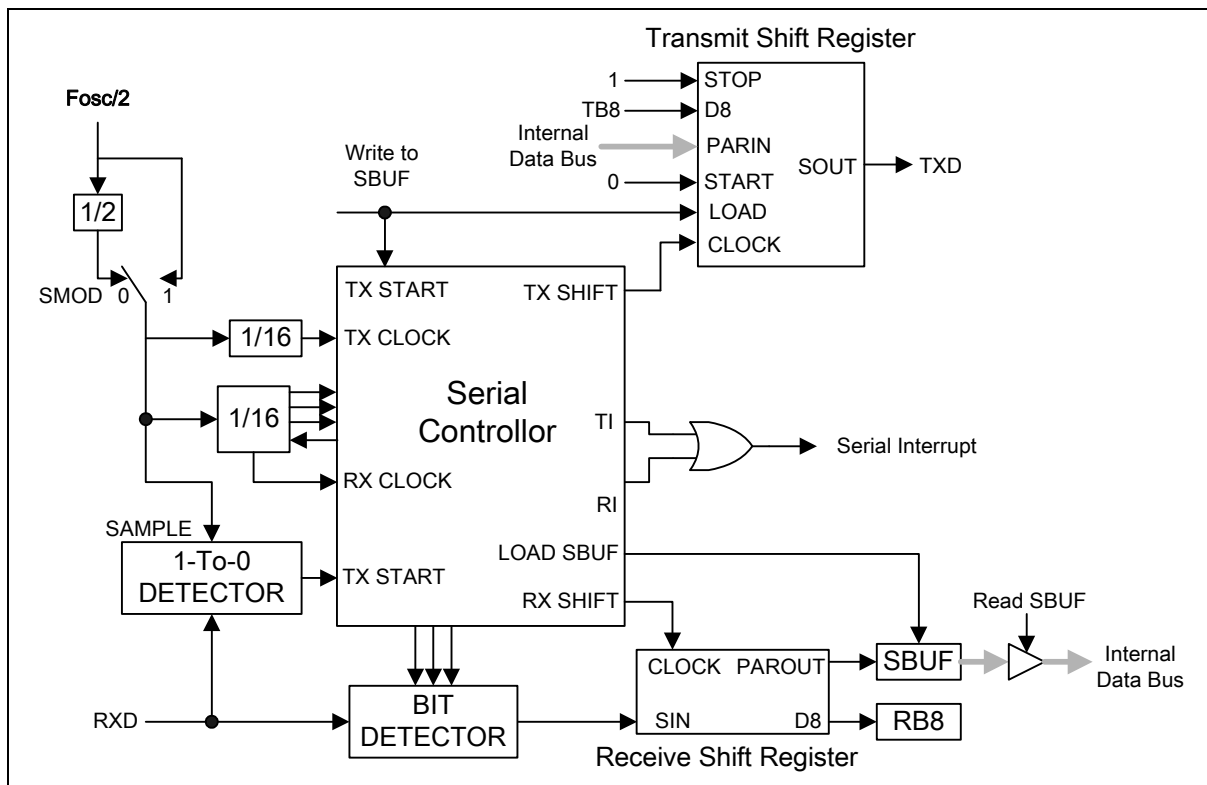 Transmit Shift Register
1
STOP
TB8
D8
Internal
Data Bus
PARIN
0
START
LOAD
CLOCK
SOUT
TXD
Fosc/2
1/2
SMOD 0 1
Write to
SBUF
TX START
TX SHIFT
1/16
TX CLOCK
Serial
Controllor
1/16
TI
Serial Interrupt
RX CLOCK
RI
SAMPLE
1-To-0
DETECTOR
TX START
LOAD SBUF
RX SHIFT
Read SBUF
CLOCK PAROUT
SBUF
Internal
Data Bus
RXD
BIT
DETECTOR
SIN
D8
RB8
Receive Shift Register